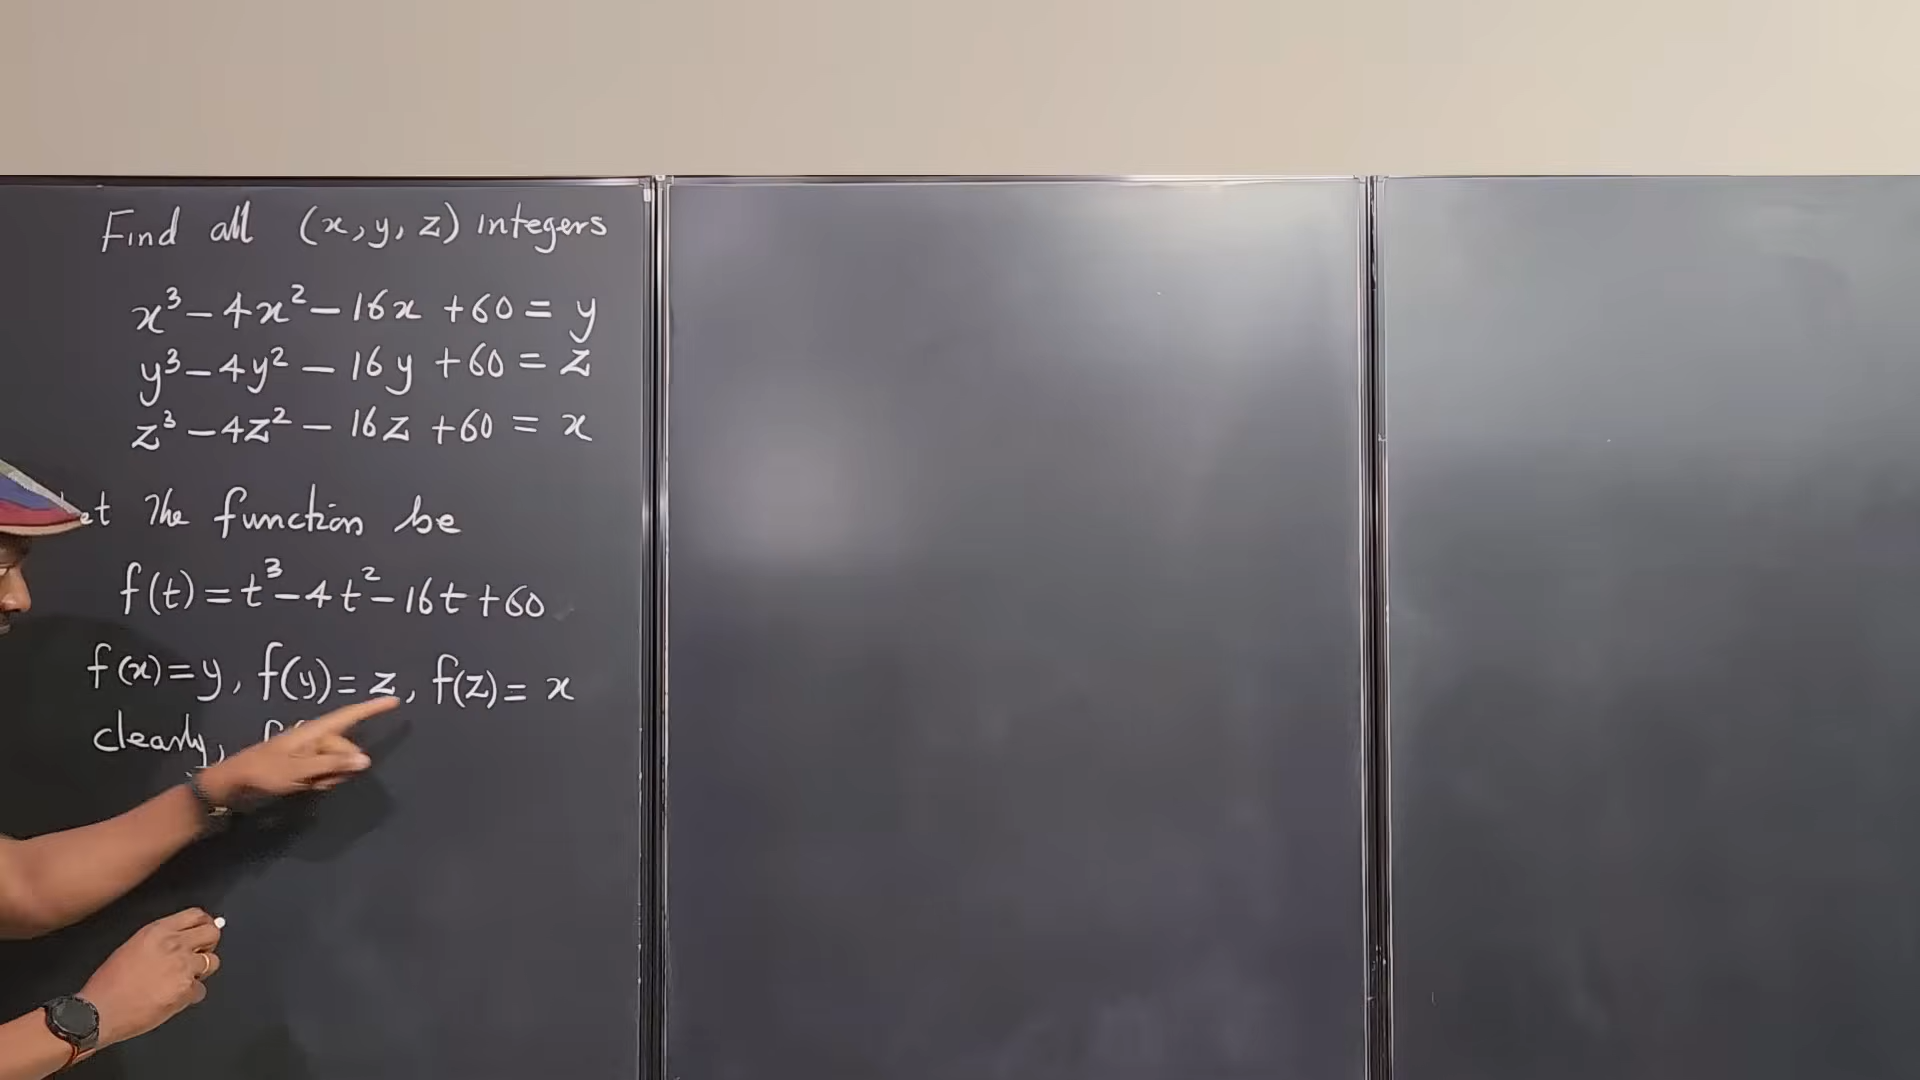 Find all (x, y, z) integers
x³ – 4x² – 16x + 60 = y
y³ – 4y² – 16y + 60 = z
z³ – 4z² – 16z + 60 = x
The function be
f(t) = t³ – 4t² – 16t + 60
f(x) = y, f(y) = z, f(z) = x
clearly,